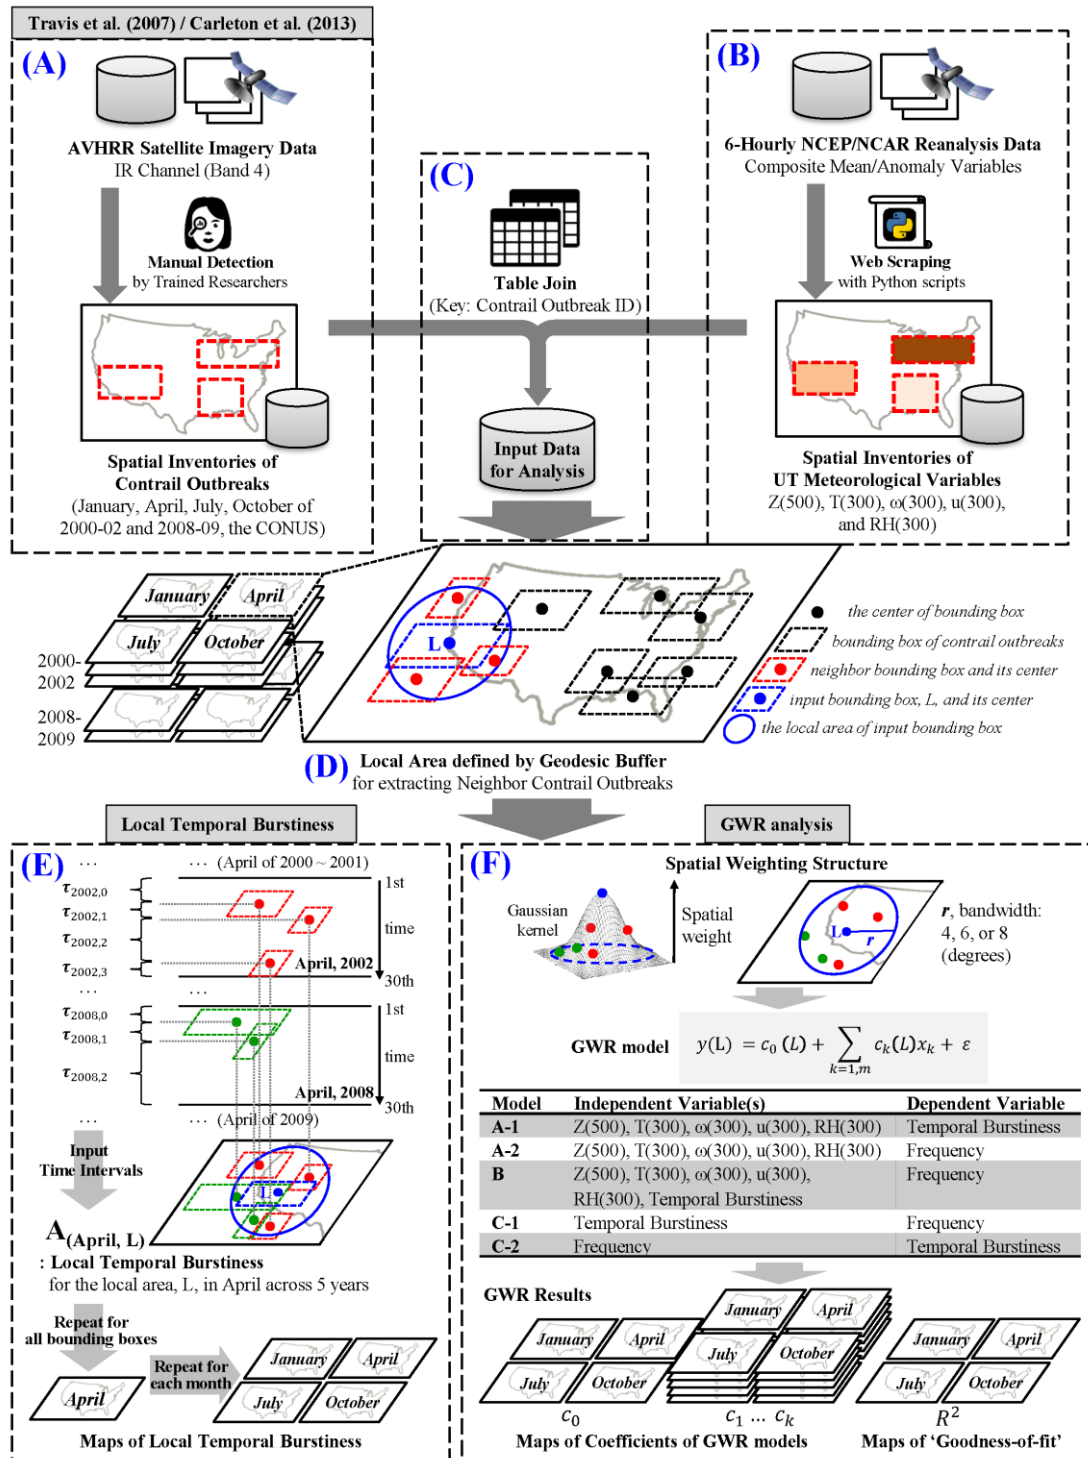 Travis et al. (2007) / Carleton et al. (2013)
(A)
AVHRR Satellite Imagery Data
IR Channel (Band 4)
Manual Detection
by Trained Researchers
Spatial Inventories of
Contrail Outbreaks
(January, April, July, October of
2000-02 and 2008-09, the CONUS)
(B)
6-Hourly NCEP/NCAR Reanalysis Data
Composite Mean/Anomaly Variables
Web Scraping
with Python scripts
Spatial Inventories of
UT Meteorological Variables
Z(500), T(300), ω(300), u(300),
and RH(300)
(C)
Table Join
(Key: Contrail Outbreak ID)
Input Data
for Analysis
January
April
July
October
2000-
2002
2008-
2009
L
the center of bounding box
bounding box of contrail outbreaks
neighbor bounding box and its center
input bounding box, L, and its center
the local area of input bounding box
(D) Local Area defined by Geodesic Buffer
for extracting Neighbor Contrail Outbreaks
Local Temporal Burstiness
(E)
... ... (April of 2000 ~ 2001)
τ2002,0
τ2002,1
τ2002,2
τ2002,3
1st
time
April, 2002
30th
... ...
τ2008,0
τ2008,1
τ2008,2
1st
time
April, 2008
30th
... ... (April of 2009)
Input
Time Intervals
L
A(April, L)
: Local Temporal Burstiness
for the local area, L, in April across 5 years
Repeat for
all bounding boxes
April
Repeat for
each month
January
April
July
October
Maps of Local Temporal Burstiness
GWR analysis
(F)
Spatial Weighting Structure
Gaussian
kernel
Spatial
weight
L
r
r, bandwidth:
4, 6, or 8
(degrees)
GWR model
y(L) = c0 (L) + ∑k=1,m ck(L)xk + ε
Model Independent Variable(s) Dependent Variable
A-1 Z(500), T(300), ω(300), u(300), RH(300) Temporal Burstiness
A-2 Z(500), T(300), ω(300), u(300), RH(300) Frequency
B Z(500), T(300), ω(300), u(300), Frequency
RH(300), Temporal Burstiness
C-1 Temporal Burstiness Frequency
C-2 Frequency Temporal Burstiness
GWR Results
January
April
July
October
c0
January
April
July
October
c1 ... ck
January
April
July
October
R2
Maps of Coefficients of GWR models
Maps of ‘Goodness-of-fit’